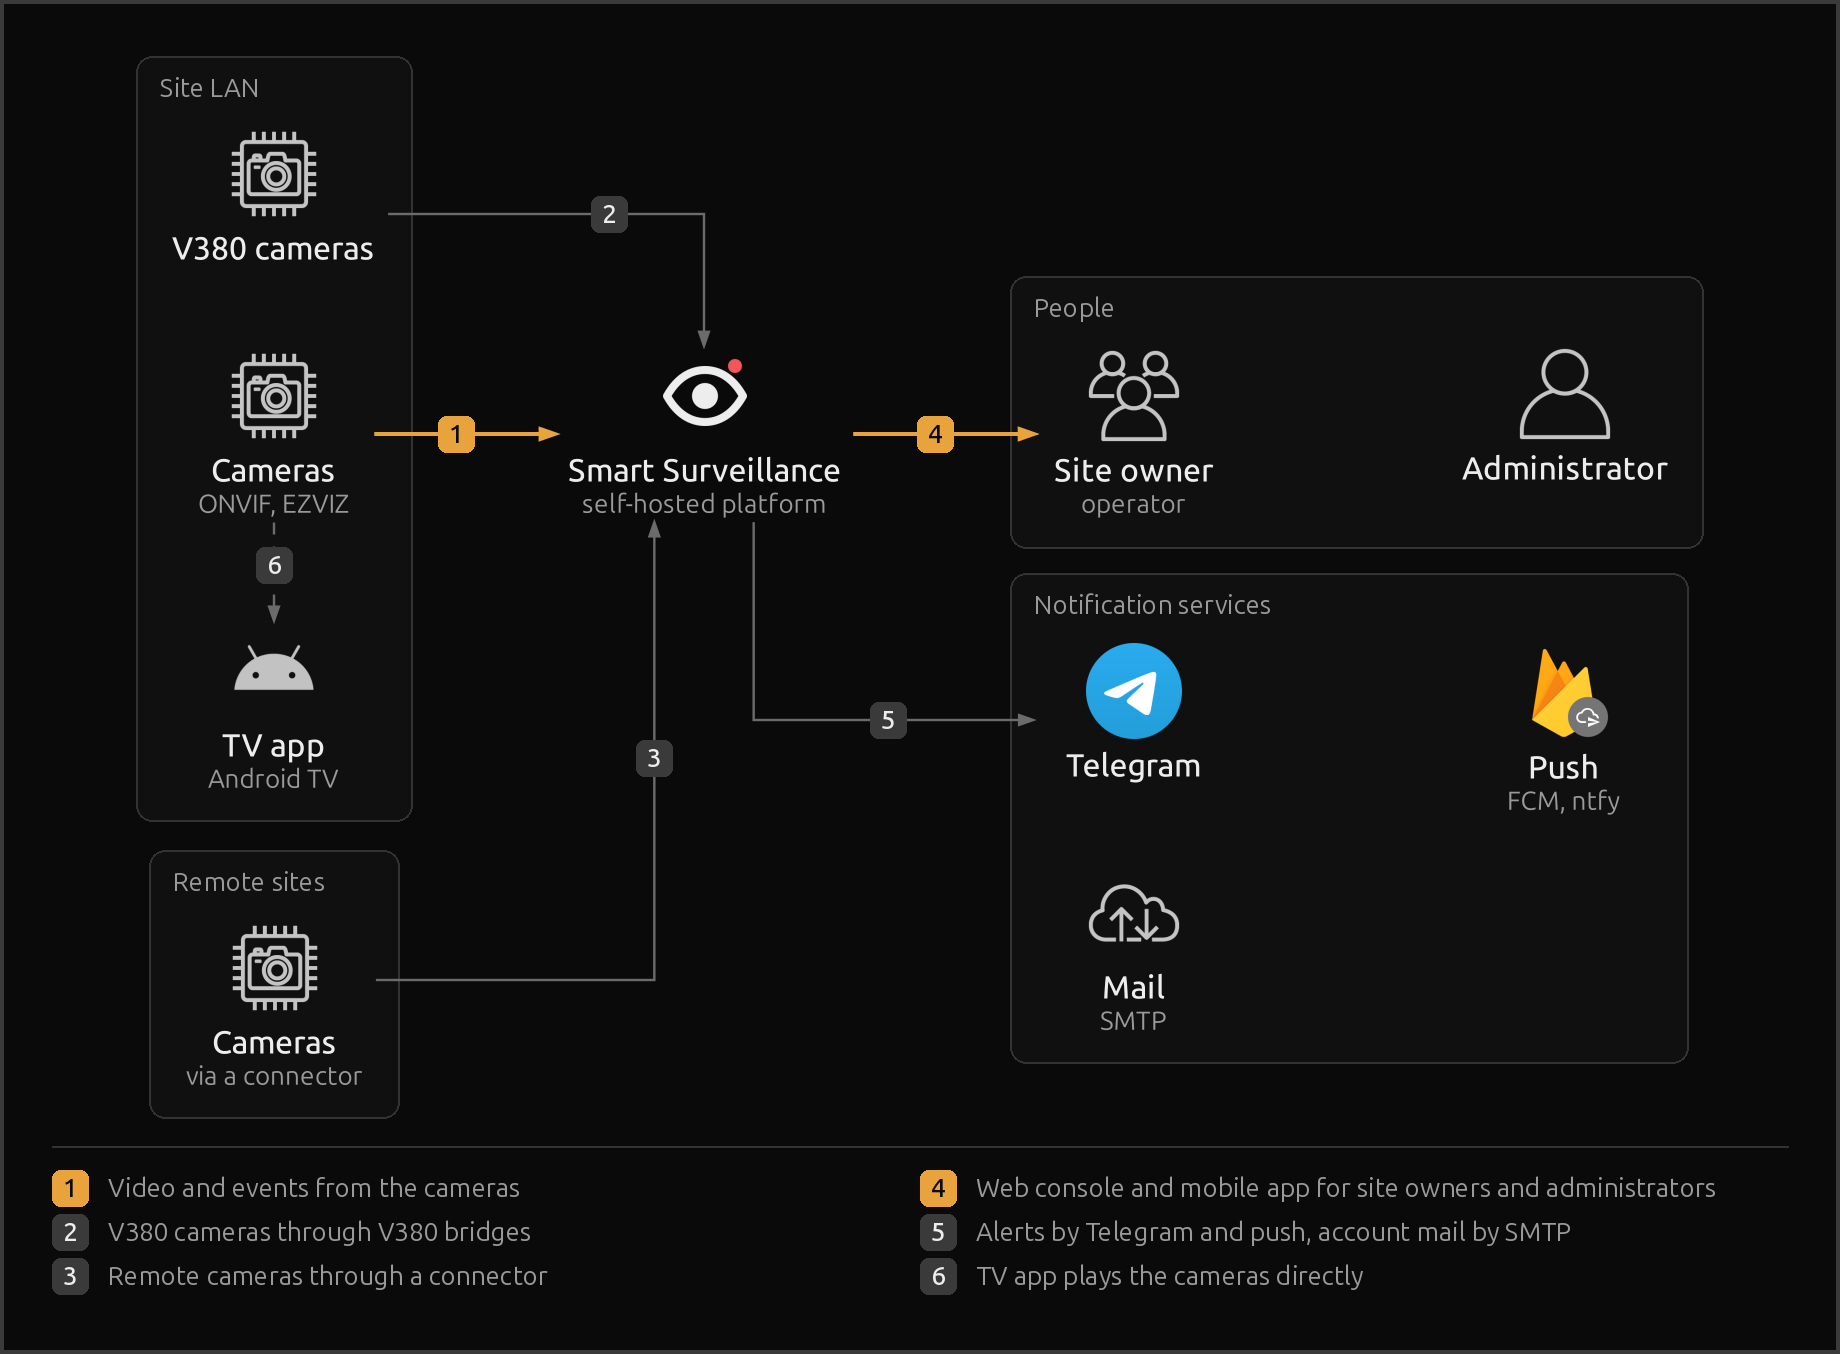 Site LAN
V380 cameras
2
Cameras
ONVIF, EZVIZ
1
6
TV app
Android TV
Remote sites
Cameras
via a connector
3
Smart Surveillance
self-hosted platform
4
5
People
Site owner
operator
Administrator
Notification services
Telegram
Push
FCM, ntfy
Mail
SMTP
1 Video and events from the cameras
2 V380 cameras through V380 bridges
3 Remote cameras through a connector
4 Web console and mobile app for site owners and administrators
5 Alerts by Telegram and push, account mail by SMTP
6 TV app plays the cameras directly